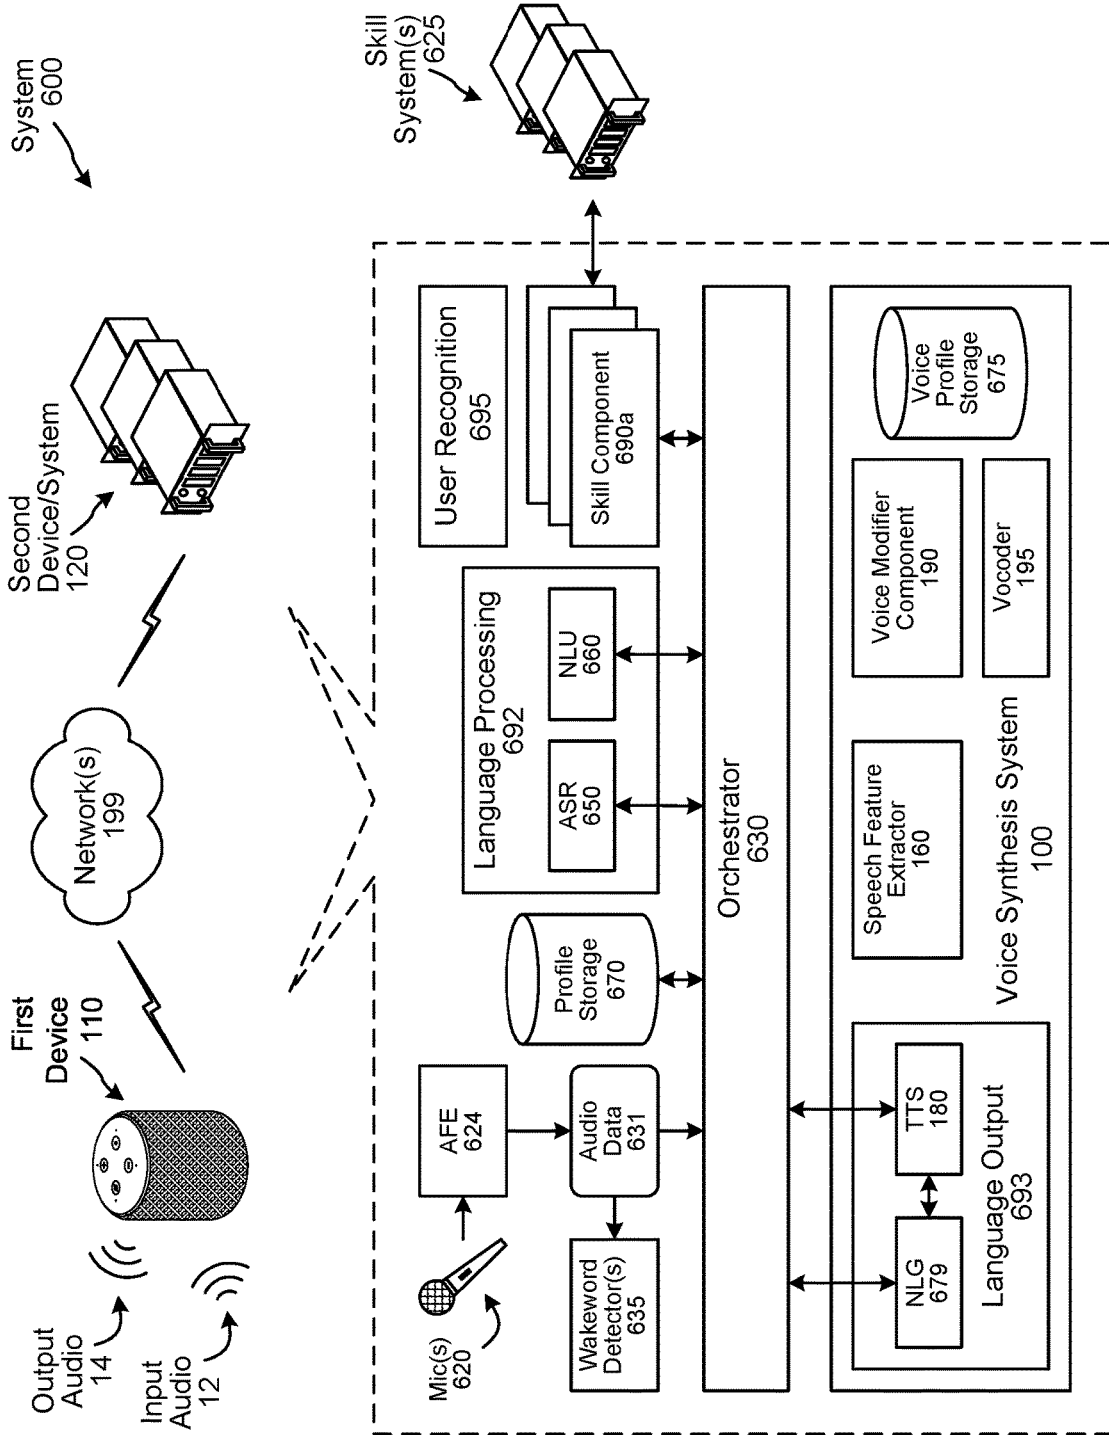 System
600
Output
Audio
14
Input
Audio
12
First
Device
110
Network(s)
199
Second
Device/System
120
Skill
System(s)
625
Mic(s)
620
AFE
624
Audio
Data
631
Wakeword
Detector(s)
635
Profile
Storage
670
Language Processing
692
ASR
650
NLU
660
User Recognition
695
Skill Component
690a
Orchestrator
630
NLG
679
TTS
180
Language Output
693
Speech Feature
Extractor
160
Voice Modifier
Component
190
Vocoder
195
Voice
Profile
Storage
675
Voice Synthesis System
100